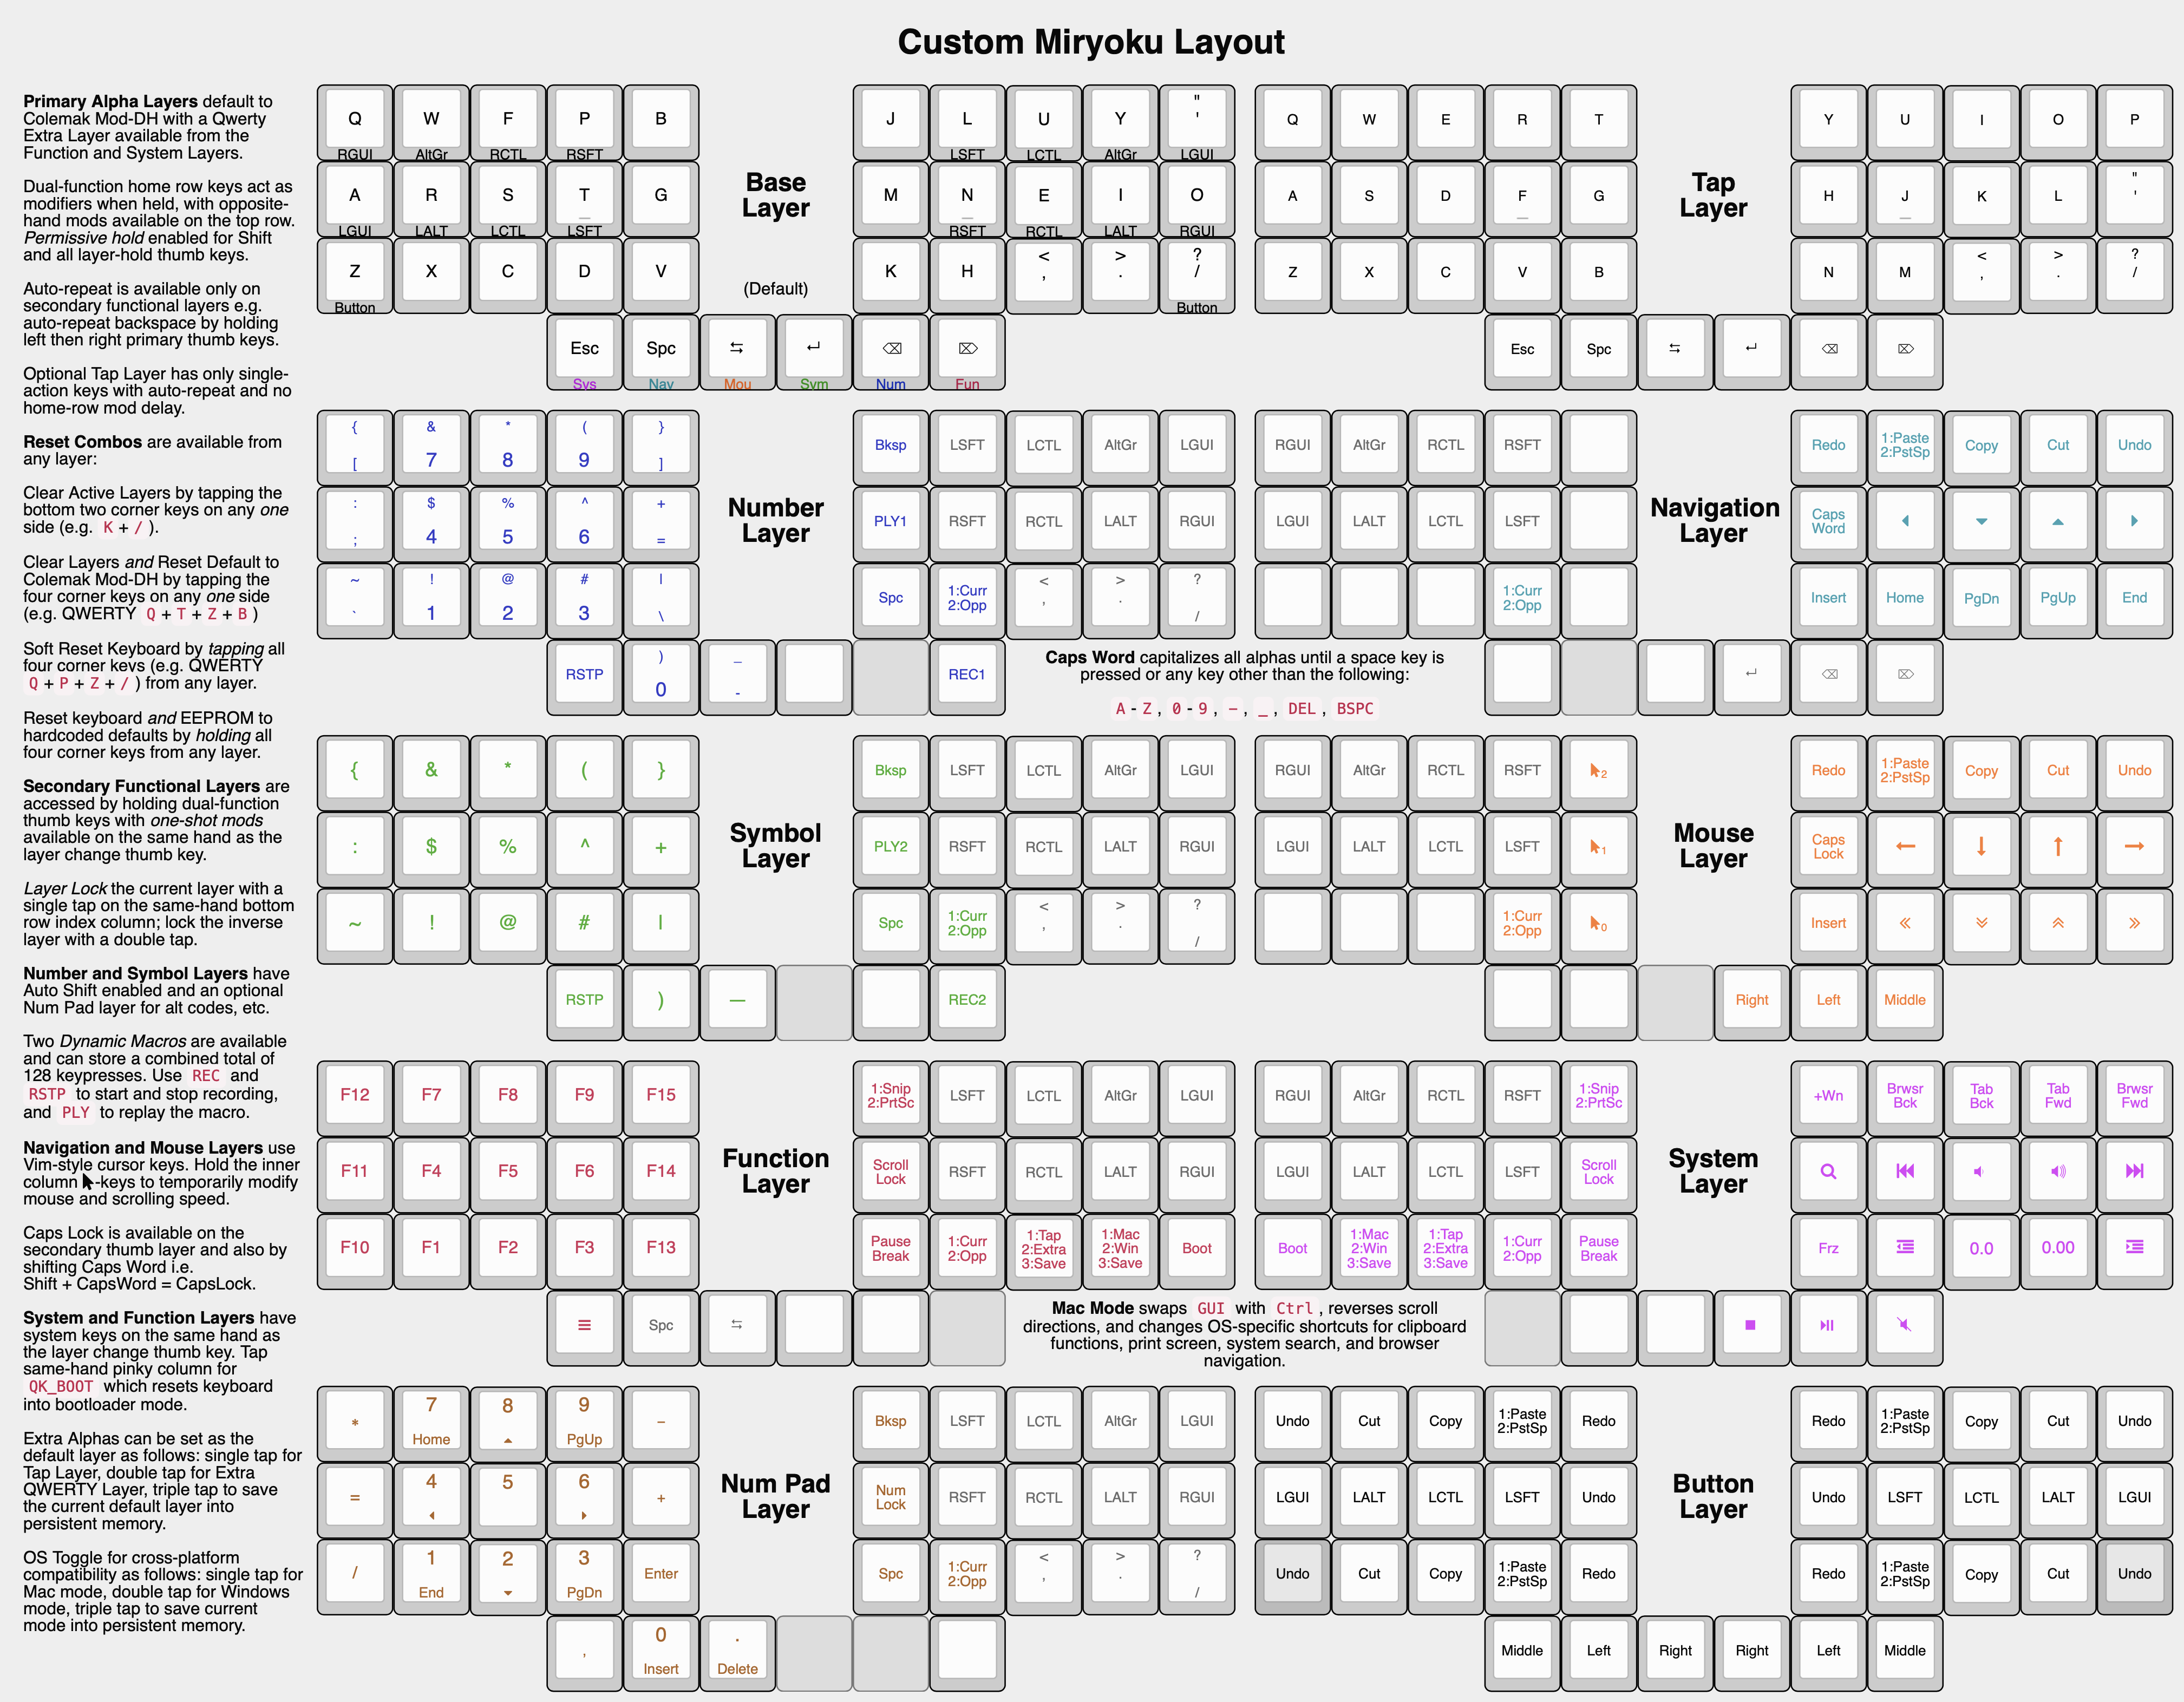 Custom Miryoku Layout
Primary Alpha Layers default to
Colemak Mod-DH with a Qwerty
Extra Layer available from the
Function and System Layers.
Dual-function home row keys act as
modifiers when held, with opposite-
hand mods available on the top row.
Permissive hold enabled for Shift
and all layer-hold thumb keys.
Auto-repeat is available only on
secondary functional layers e.g.
auto-repeat backspace by holding
left then right primary thumb keys.
Optional Tap Layer has only single-
action keys with auto-repeat and no
home-row mod delay.
Reset Combos are available from
any layer:
Clear Active Layers by tapping the
bottom two corner keys on any one
side (e.g. K + / ).
Clear Layers and Reset Default to
Colemak Mod-DH by tapping the
four corner keys on any one side
(e.g. QWERTY Q + T + Z + B )
Soft Reset Keyboard by tapping all
four corner keys (e.g. QWERTY
Q + P + Z + / ) from any layer.
Reset keyboard and EEPROM to
hardcoded defaults by holding all
four corner keys from any layer.
Secondary Functional Layers are
accessed by holding dual-function
thumb keys with one-shot mods
available on the same hand as the
layer change thumb key.
Layer Lock the current layer with a
single tap on the same-hand bottom
row index column; lock the inverse
layer with a double tap.
Number and Symbol Layers have
Auto Shift enabled and an optional
Num Pad layer for alt codes, etc.
Two Dynamic Macros are available
and can store a combined total of
128 keypresses. Use REC and
RSTP to start and stop recording,
and PLY to replay the macro.
Navigation and Mouse Layers use
Vim-style cursor keys. Hold the inner
column -keys to temporarily modify
mouse and scrolling speed.
Caps Lock is available on the
secondary thumb layer and also by
shifting Caps Word i.e.
Shift + CapsWord = CapsLock.
System and Function Layers have
system keys on the same hand as
the layer change thumb key. Tap
same-hand pinky column for
QK_BOOT which resets keyboard
into bootloader mode.
Extra Alphas can be set as the
default layer as follows: single tap for
Tap Layer, double tap for Extra
QWERTY Layer, triple tap to save
the current default layer into
persistent memory.
OS Toggle for cross-platform
compatibility as follows: single tap for
Mac mode, double tap for Windows
mode, triple tap to save current
mode into persistent memory.
Base
Layer
(Default)
Q W F P B J L U Y " '
RGUI AltGr RCTL RSFT LSFT LCTL AltGr LGUI
A R S T _ G M N _ E I O
LGUI LALT LCTL LSFT RSFT RCTL LALT RGUI
Z X C D V K H < , > . ? /
Button Button
Esc Spc ⇆ ↵ ⌫ ⌦
Sys Nav Mou Sym Num Fun
Tap
Layer
Q W E R T Y U I O P
A S D F _ G H J _ K L " '
Z X C V B N M < , > . ? /
Esc Spc ⇆ ↵ ⌫ ⌦
Number
Layer
{ & * ( }
[ 7 8 9 ] Bksp LSFT LCTL AltGr LGUI
: $ % ^ +
; 4 5 6 = PLY1 RSFT RCTL LALT RGUI
~ ! @ # |
` 1 2 3 \ Spc 1:Curr 2:Opp < , > . ? /
RSTP ) 0 _ - REC1
Navigation
Layer
RGUI AltGr RCTL RSFT Redo 1:Paste 2:PstSp Copy Cut Undo
LGUI LALT LCTL LSFT Caps Word
1:Curr 2:Opp Insert Home PgDn PgUp End
↵ ⌫ ⌦
Caps Word capitalizes all alphas until a space key is
pressed or any key other than the following:
A - Z , 0 - 9 , – , _ , DEL , BSPC
Symbol
Layer
{ & * ( } Bksp LSFT LCTL AltGr LGUI
: $ % ^ + PLY2 RSFT RCTL LALT RGUI
~ ! @ # | Spc 1:Curr 2:Opp < , > . ? /
RSTP ) — REC2
Mouse
Layer
RGUI AltGr RCTL RSFT 2 Redo 1:Paste 2:PstSp Copy Cut Undo
LGUI LALT LCTL LSFT 1 Caps Lock ← ↓ ↑ →
1:Curr 2:Opp 0 Insert « »
Right Left Middle
Function
Layer
F12 F7 F8 F9 F15 1:Snip 2:PrtSc LSFT LCTL AltGr LGUI
F11 F4 F5 F6 F14 Scroll Lock RSFT RCTL LALT RGUI
F10 F1 F2 F3 F13 Pause Break 1:Curr 2:Opp 1:Tap 2:Extra 3:Save 1:Mac 2:Win 3:Save Boot
≡ Spc ⇆
System
Layer
RGUI AltGr RCTL RSFT 1:Snip 2:PrtSc +Wn Brwsr Bck Tab Bck Tab Fwd Brwsr Fwd
LGUI LALT LCTL LSFT Scroll Lock
Boot 1:Mac 2:Win 3:Save 1:Tap 2:Extra 3:Save 1:Curr 2:Opp Pause Break Frz 0.0 0.00
Mac Mode swaps GUI with Ctrl , reverses scroll
directions, and changes OS-specific shortcuts for clipboard
functions, print screen, system search, and browser
navigation.
Num Pad
Layer
* 7 Home 8 9 PgUp – Bksp LSFT LCTL AltGr LGUI
= 4 5 6 + Num Lock RSFT RCTL LALT RGUI
/ 1 End 2 3 PgDn Enter Spc 1:Curr 2:Opp < , > . ? /
, 0 Insert . Delete
Button
Layer
Undo Cut Copy 1:Paste 2:PstSp Redo Redo 1:Paste 2:PstSp Copy Cut Undo
LGUI LALT LCTL LSFT Undo Undo LSFT LCTL LALT LGUI
Undo Cut Copy 1:Paste 2:PstSp Redo Redo 1:Paste 2:PstSp Copy Cut Undo
Middle Left Right Right Left Middle